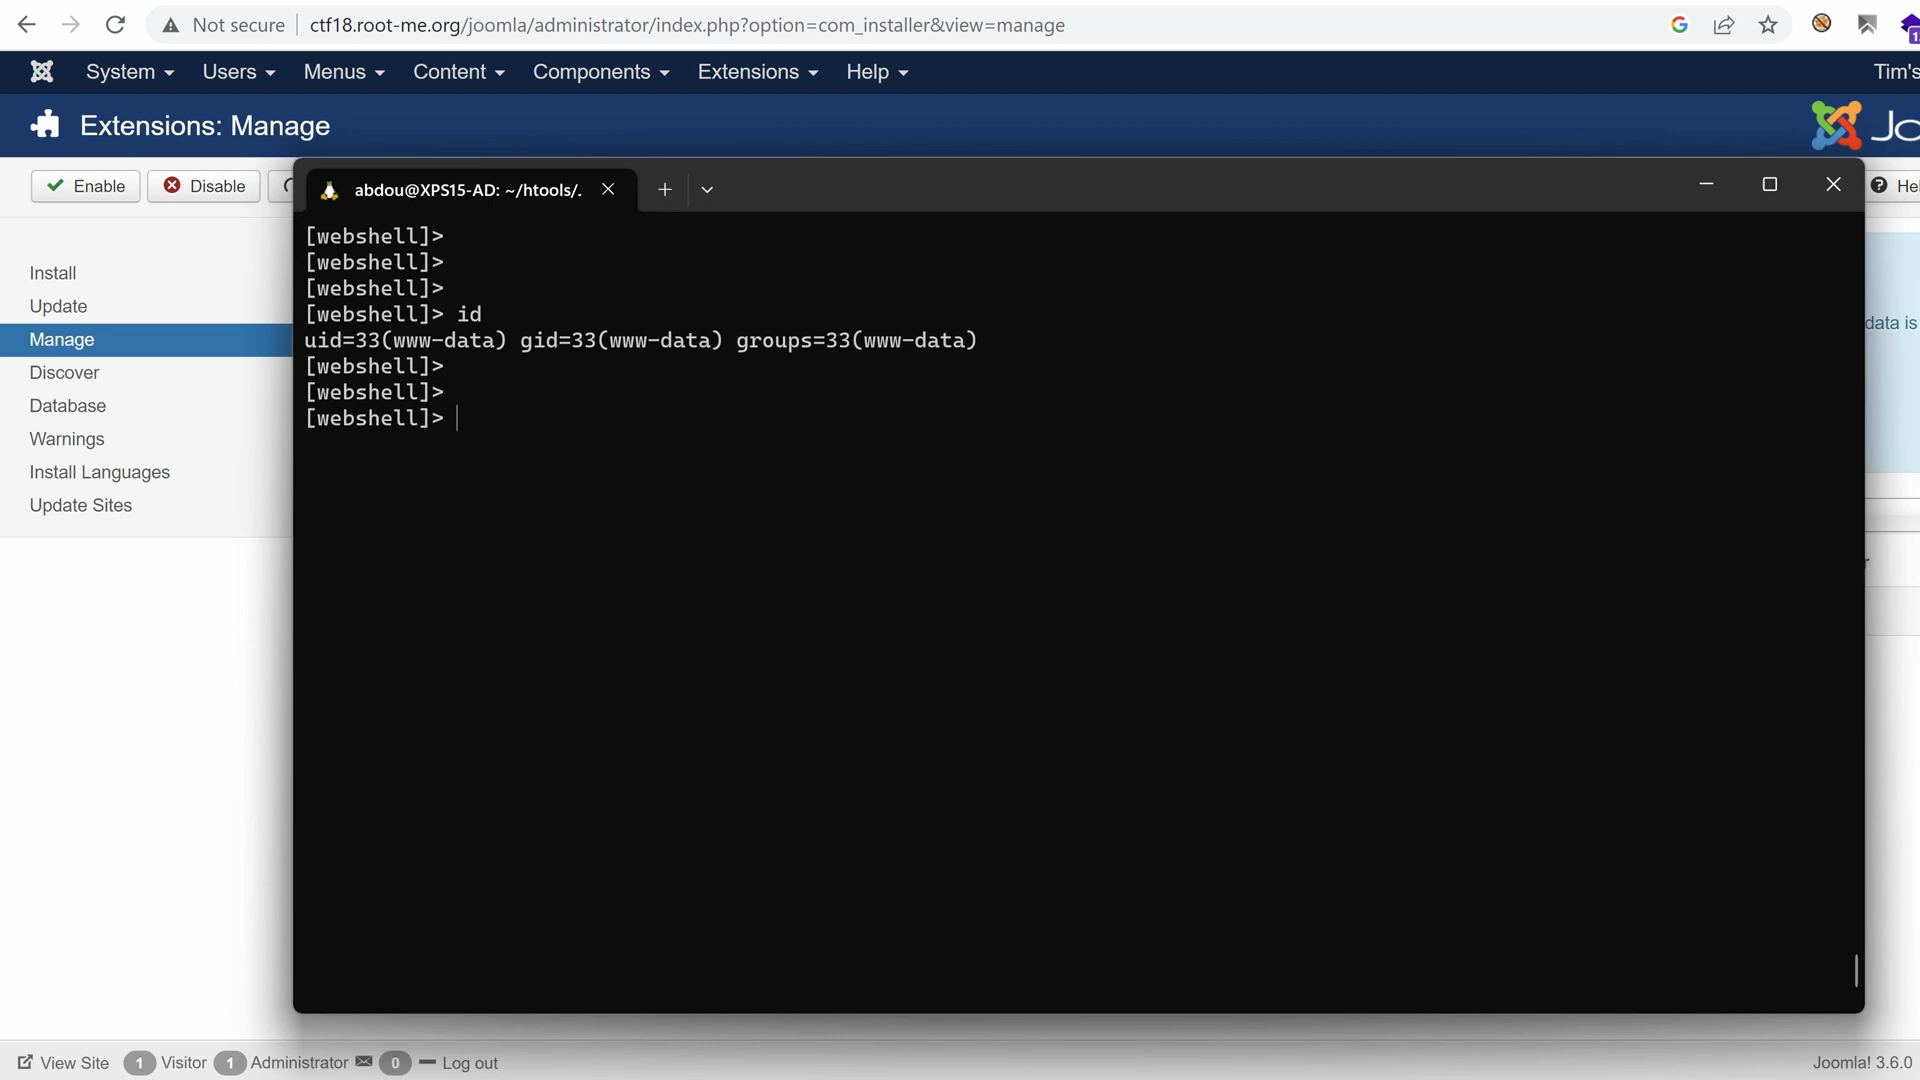 Not secure | ctf18.root-me.org/joomla/administrator/index.php?option=com_installer&view=manage
System Users Menus Content Components Extensions Help Tim's
Extensions: Manage
Enable Disable
abdou@XPS15-AD: ~/htools/.
[webshell]>
[webshell]>
[webshell]>
[webshell]> id
uid=33(www-data) gid=33(www-data) groups=33(www-data)
[webshell]>
[webshell]>
[webshell]>
Install
Update
Manage
Discover
Database
Warnings
Install Languages
Update Sites
data is
View Site 1 Visitor 1 Administrator 0 Log out
Joomla! 3.6.0